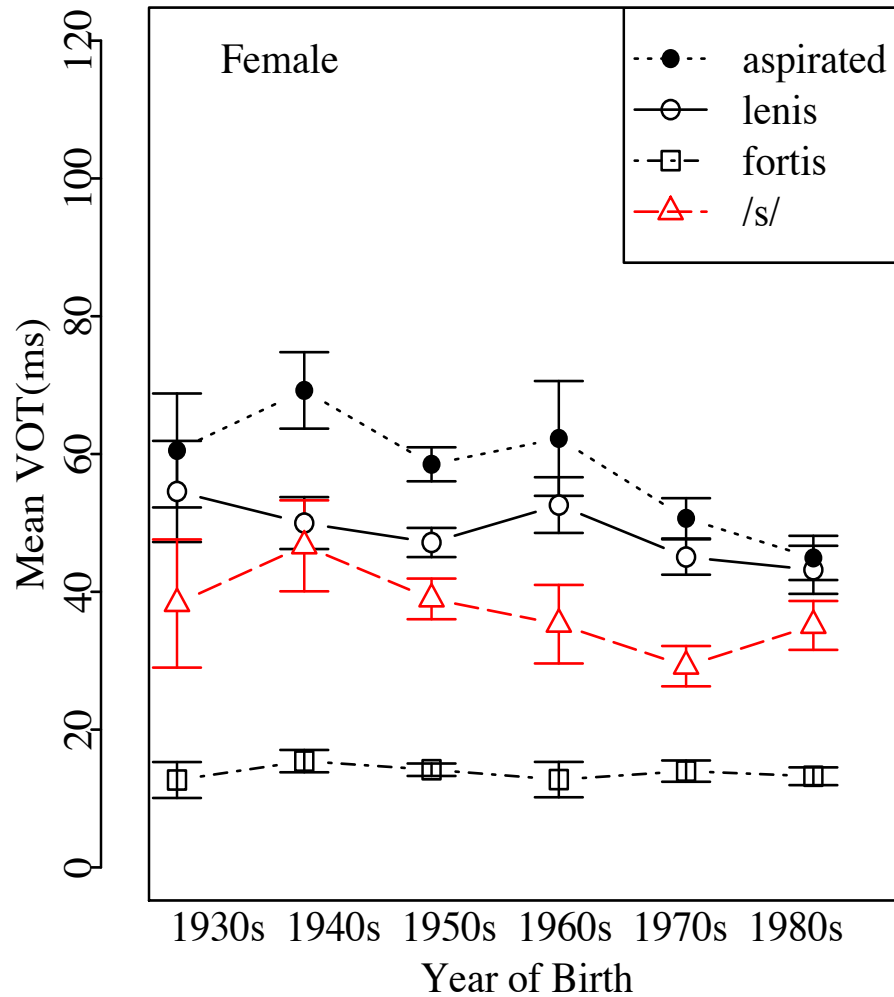 Female
aspirated
lenis
fortis
/s/
Mean VOT(ms)
120
100
80
60
40
20
0
1930s 1940s 1950s 1960s 1970s 1980s
Year of Birth